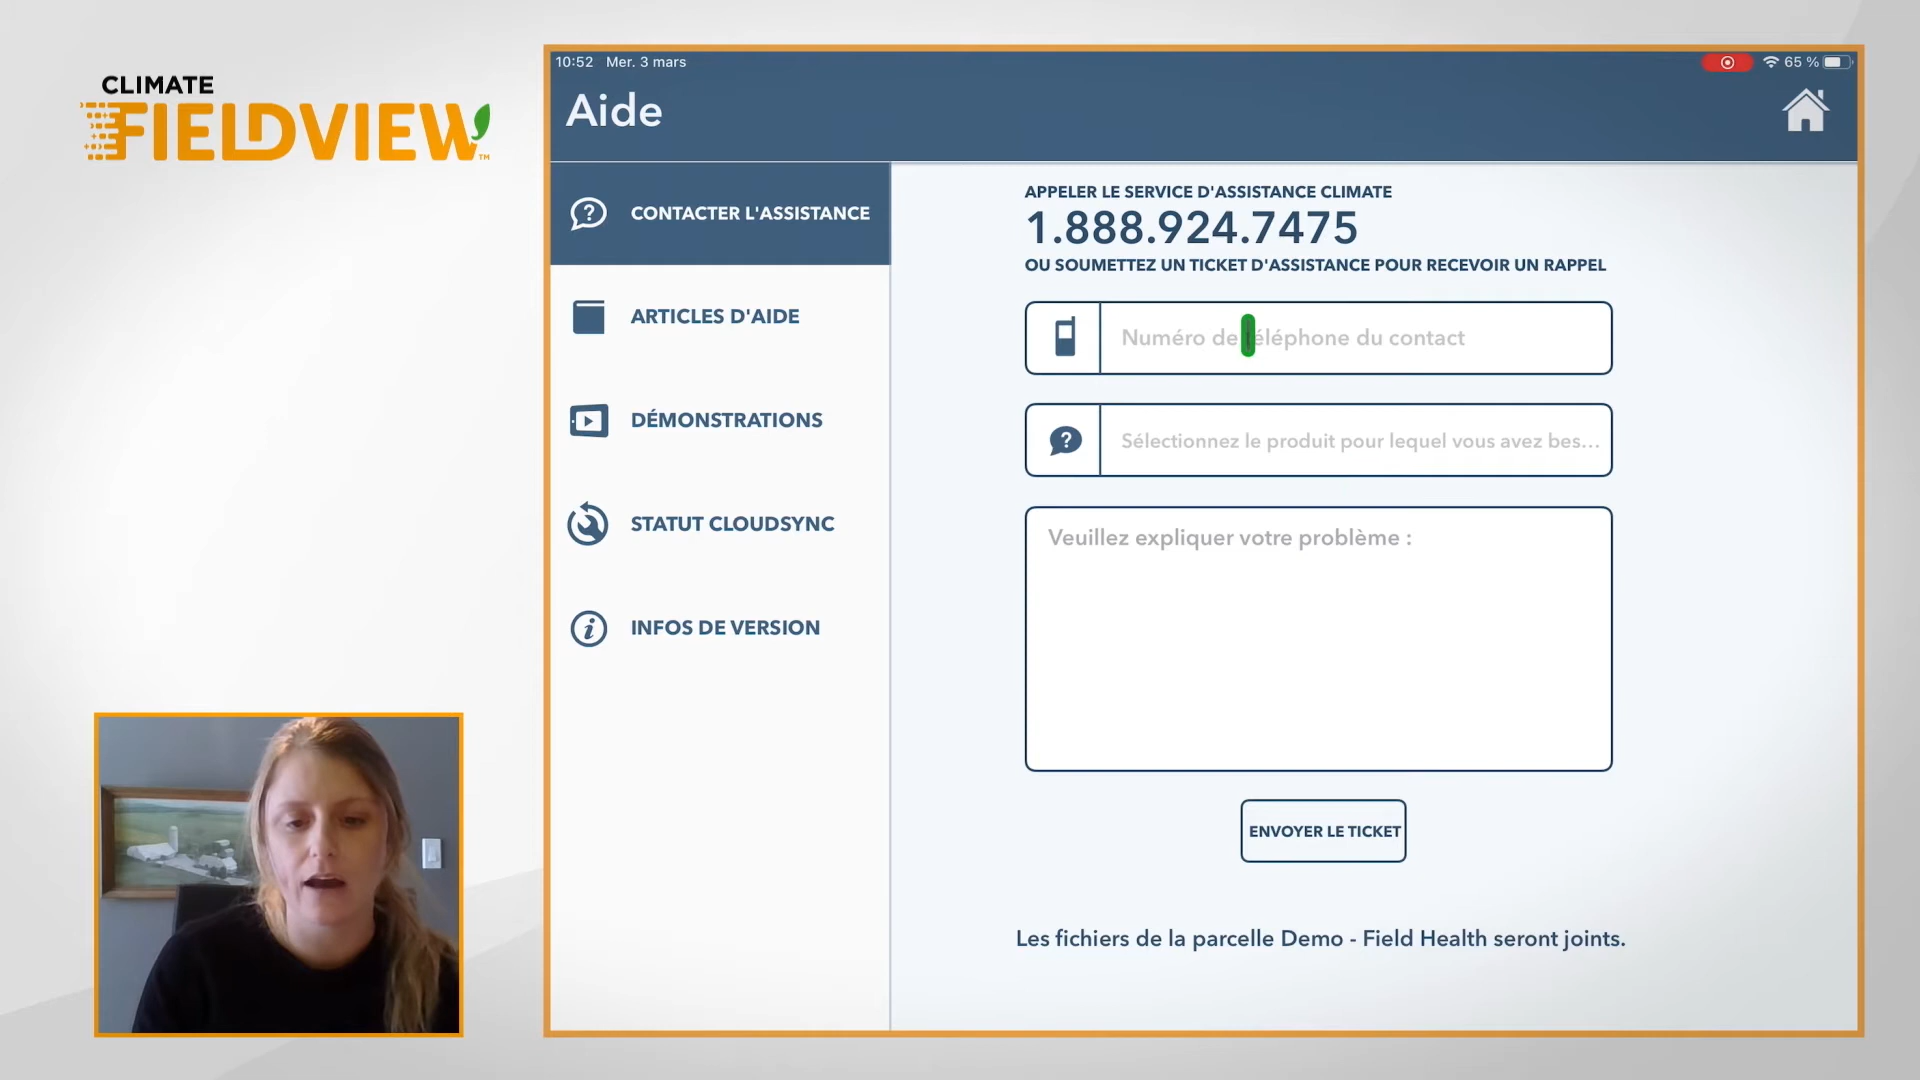 CLIMATE
FIELDVIEW™
10:52 Mer. 3 mars
65 %
Aide
CONTACTER L'ASSISTANCE
ARTICLES D'AIDE
DÉMONSTRATIONS
STATUT CLOUDSYNC
INFOS DE VERSION
APPELER LE SERVICE D'ASSISTANCE CLIMATE
1.888.924.7475
OU SOUMETTEZ UN TICKET D'ASSISTANCE POUR RECEVOIR UN RAPPEL
Numéro de téléphone du contact
Sélectionnez le produit pour lequel vous avez bes...
Veuillez expliquer votre problème :
ENVOYER LE TICKET
Les fichiers de la parcelle Demo - Field Health seront joints.